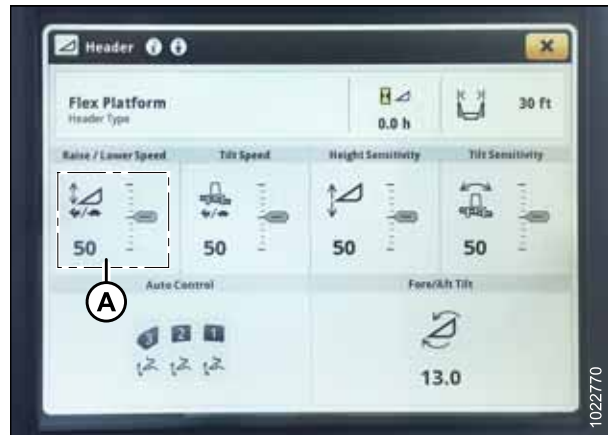 Header
Flex Platform
Header Type
0.0 h
30 ft
Raise / Lower Speed
Tilt Speed
Height Sensitivity
Tilt Sensitivity
50
50
50
50
A
Auto Control
Fore/Aft Tilt
3 2 1
13.0
1022770